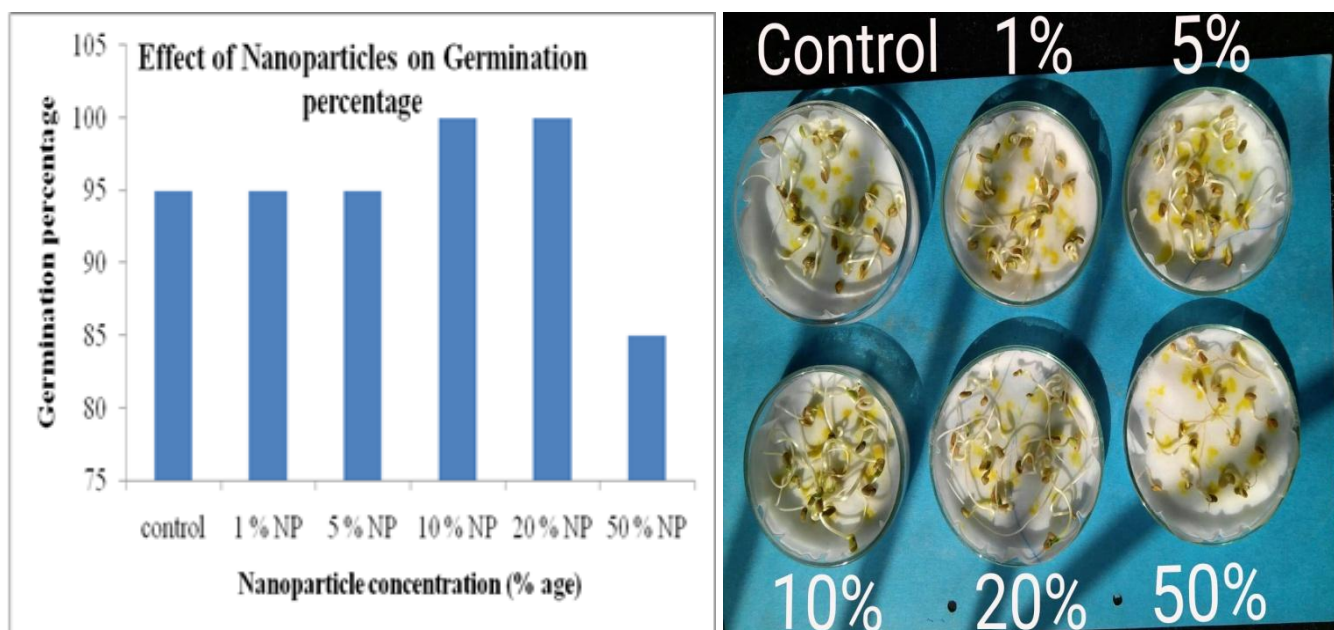 Effect of Nanoparticles on Germination
percentage
Germination percentage
105
100
95
90
85
80
75
control 1 % NP 5 % NP 10 % NP 20 % NP 50 % NP
Nanoparticle concentration (% age)
Control 1% 5%
10% 20% 50%